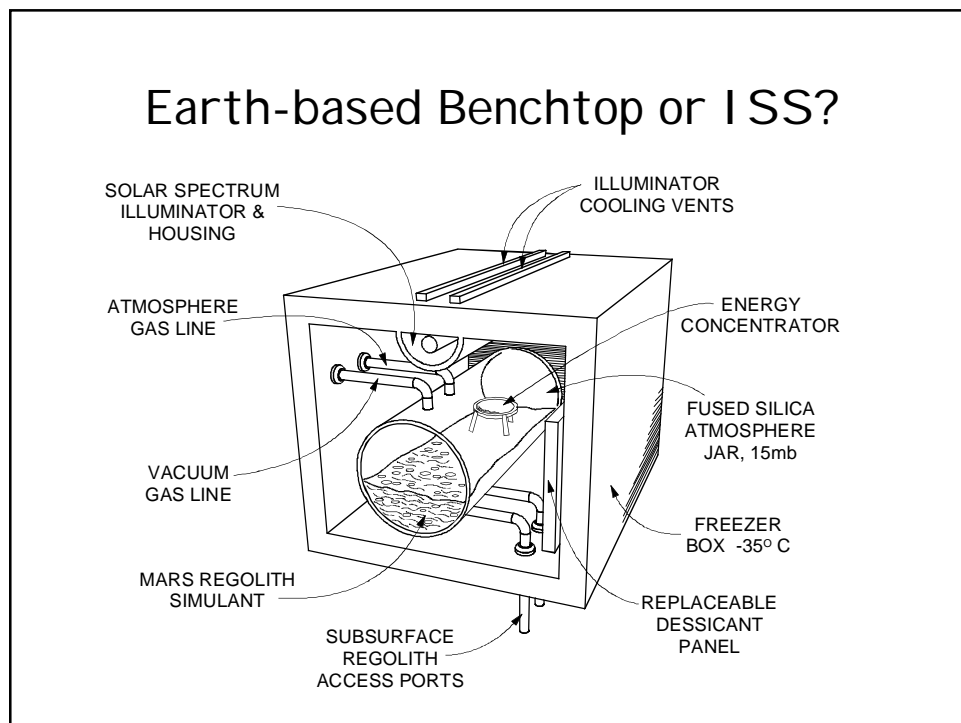 Earth-based Benchtop or ISS?
SOLAR SPECTRUM
ILLUMINATOR &
HOUSING
ILLUMINATOR
COOLING VENTS
ATMOSPHERE
GAS LINE
ENERGY
CONCENTRATOR
FUSED SILICA
ATMOSPHERE
JAR, 15mb
VACUUM
GAS LINE
FREEZER
BOX -35º C
MARS REGOLITH
SIMULANT
REPLACEABLE
DESSICANT
PANEL
SUBSURFACE
REGOLITH
ACCESS PORTS